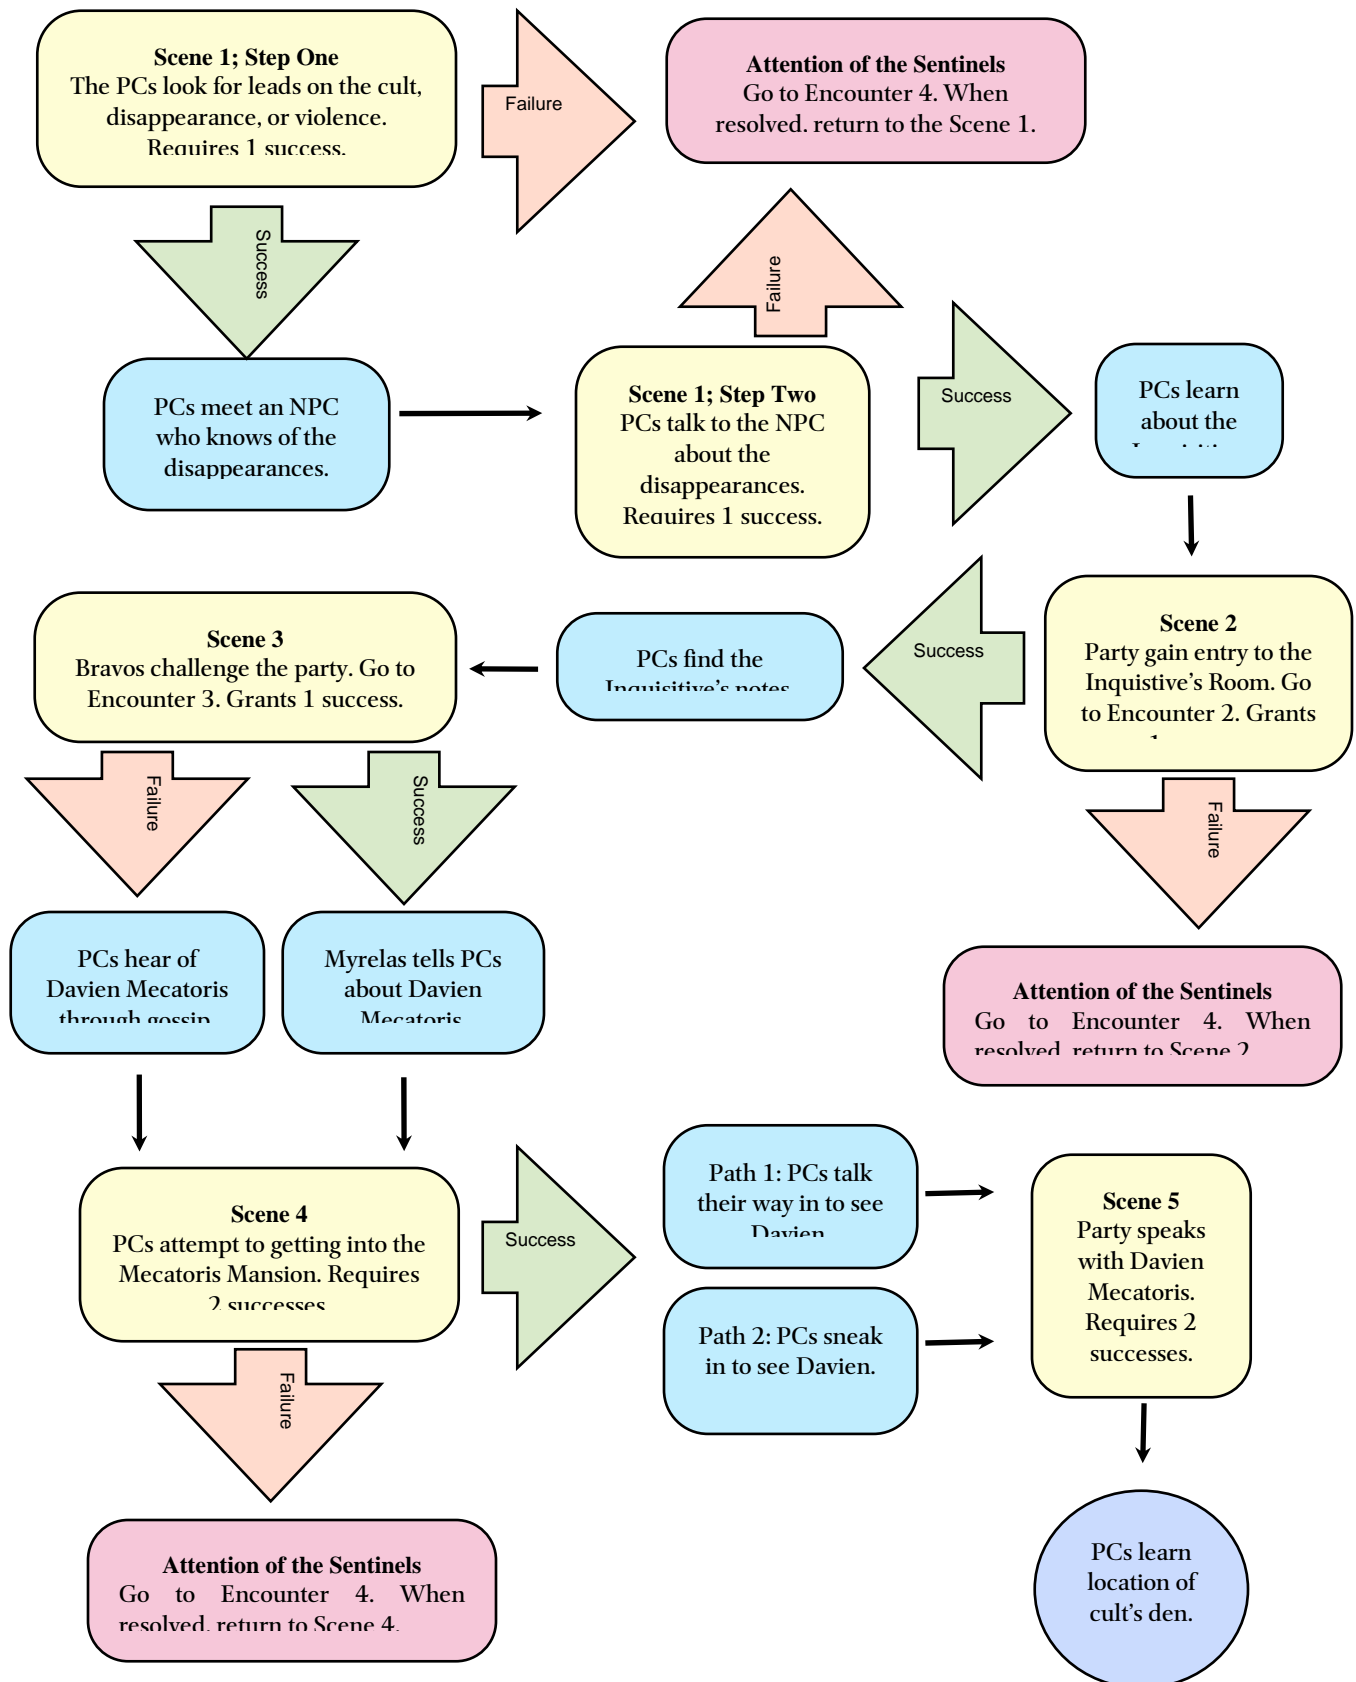 Scene 1; Step One
The PCs look for leads on the cult,
disappearance, or violence.
Requires 1 success.
Failure
Attention of the Sentinels
Go to Encounter 4. When
resolved, return to the Scene 1.
Success
Failure
PCs meet an NPC
who knows of the
disappearances.
Scene 1; Step Two
PCs talk to the NPC
about the
disappearances.
Requires 1 success.
Success
PCs learn
about the
Scene 3
Bravos challenge the party. Go to
Encounter 3. Grants 1 success.
PCs find the
Inquisitive's notes
Success
Scene 2
Party gain entry to the
Inquistive's Room. Go
to Encounter 2. Grants
Failure
Success
Failure
PCs hear of
Davien Mecatoris
through gossip
Myrelas tells PCs
about Davien
Mecatoris
Attention of the Sentinels
Go to Encounter 4. When
resolved, return to Scene 2
Scene 4
PCs attempt to getting into the
Mecatoris Mansion. Requires
2 successes
Success
Path 1: PCs talk
their way in to see
Davien
Path 2: PCs sneak
in to see Davien.
Scene 5
Party speaks
with Davien
Mecatoris.
Requires 2
successes.
Failure
Attention of the Sentinels
Go to Encounter 4. When
resolved, return to Scene 4.
PCs learn
location of
cult's den.